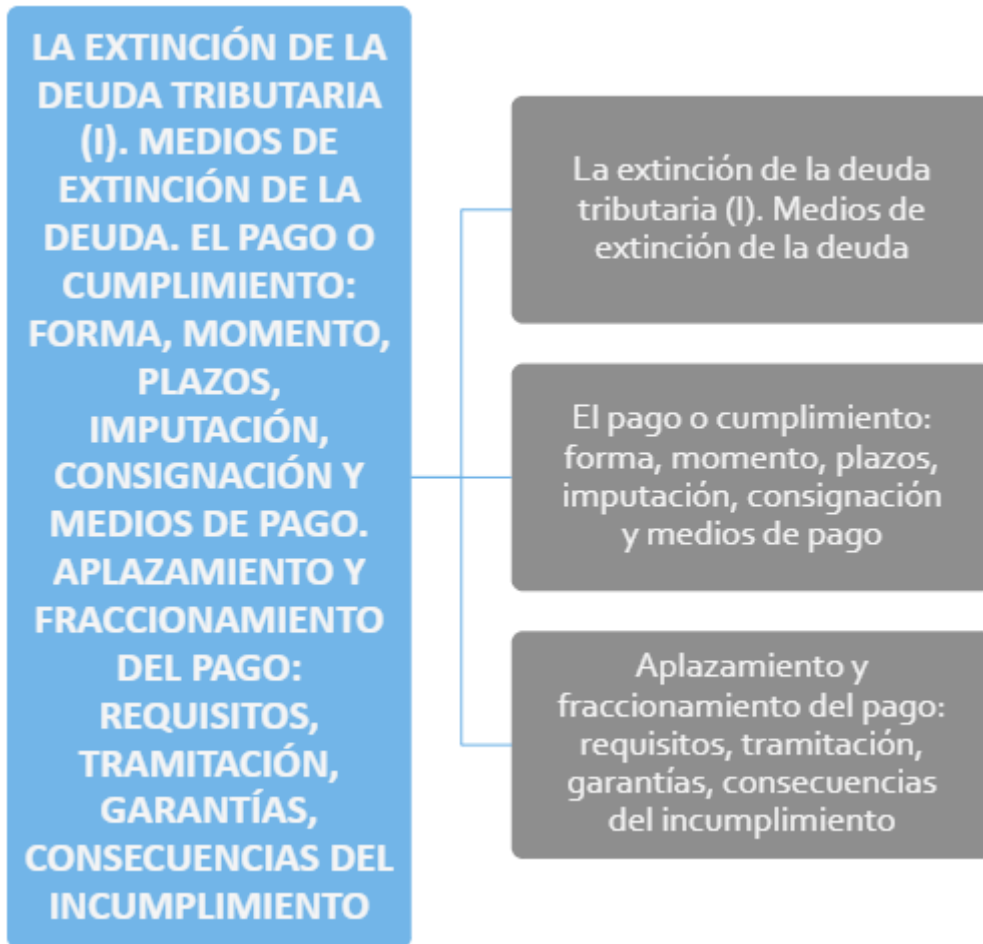 LA EXTINCIÓN DE LA
DEUDA TRIBUTARIA
(I). MEDIOS DE
EXTINCIÓN DE LA
DEUDA. EL PAGO O
CUMPLIMIENTO:
FORMA, MOMENTO,
PLAZOS,
IMPUTACIÓN,
CONSIGNACIÓN Y
MEDIOS DE PAGO.
APLAZAMIENTO Y
FRACCIONAMIENTO
DEL PAGO:
REQUISITOS,
TRAMITACIÓN,
GARANTÍAS,
CONSECUENCIAS DEL
INCUMPLIMIENTO
La extinción de la deuda
tributaria (I). Medios de
extinción de la deuda
El pago o cumplimiento:
forma, momento, plazos,
imputación, consignación
y medios de pago
Aplazamiento y
fraccionamiento del pago:
requisitos, tramitación,
garantías, consecuencias
del incumplimiento